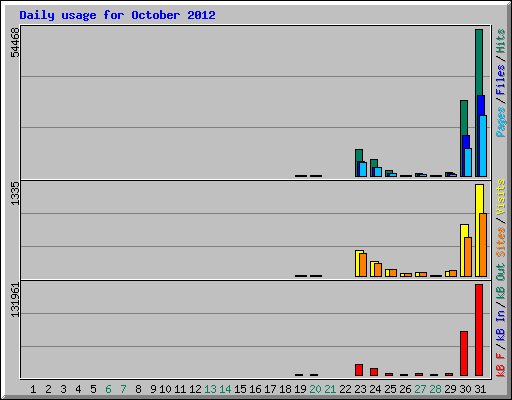 Daily usage for October 2012
54468
1335
131961
Pages/Files/Hits
Sites/Visits
kB F/kB In/kB Out
1 2 3 4 5 6 7 8 9 10 11 12 13 14 15 16 17 18 19 20 21 22 23 24 25 26 27 28 29 30 31